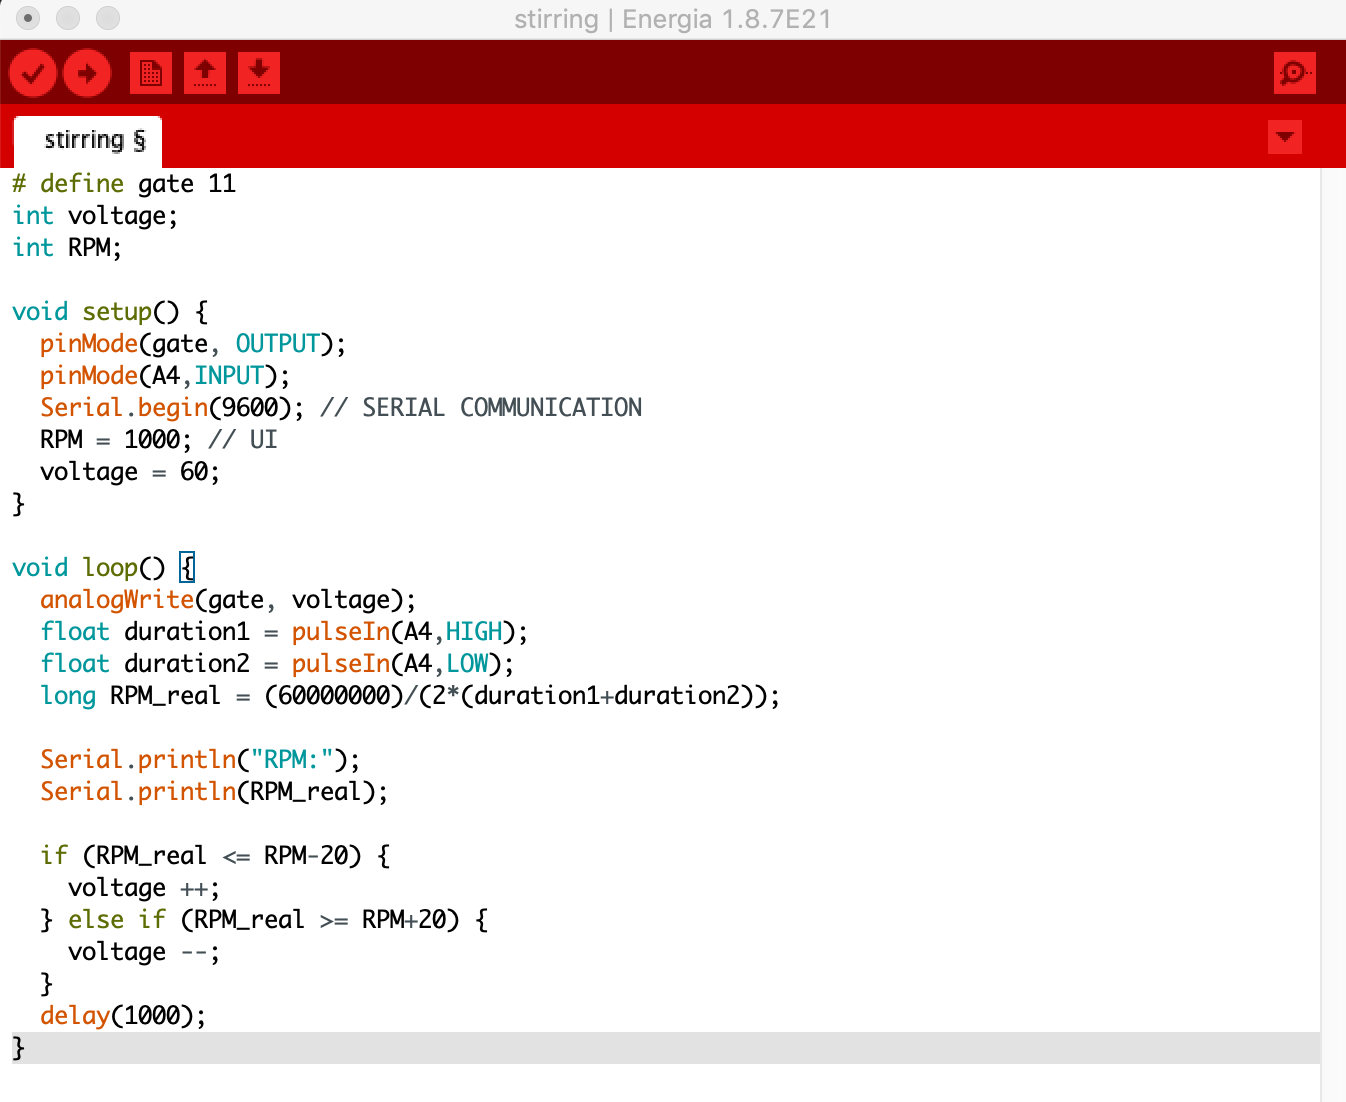 stirring | Energia 1.8.7E21
stirring §
# define gate 11
int voltage;
int RPM;
void setup() {
  pinMode(gate, OUTPUT);
  pinMode(A4,INPUT);
  Serial.begin(9600); // SERIAL COMMUNICATION
  RPM = 1000; // UI
  voltage = 60;
}
void loop() {
  analogWrite(gate, voltage);
  float duration1 = pulseIn(A4,HIGH);
  float duration2 = pulseIn(A4,LOW);
  long RPM_real = (60000000)/(2*(duration1+duration2));
  Serial.println("RPM:");
  Serial.println(RPM_real);
  if (RPM_real <= RPM-20) {
    voltage ++;
  } else if (RPM_real >= RPM+20) {
    voltage --;
  }
  delay(1000);
}